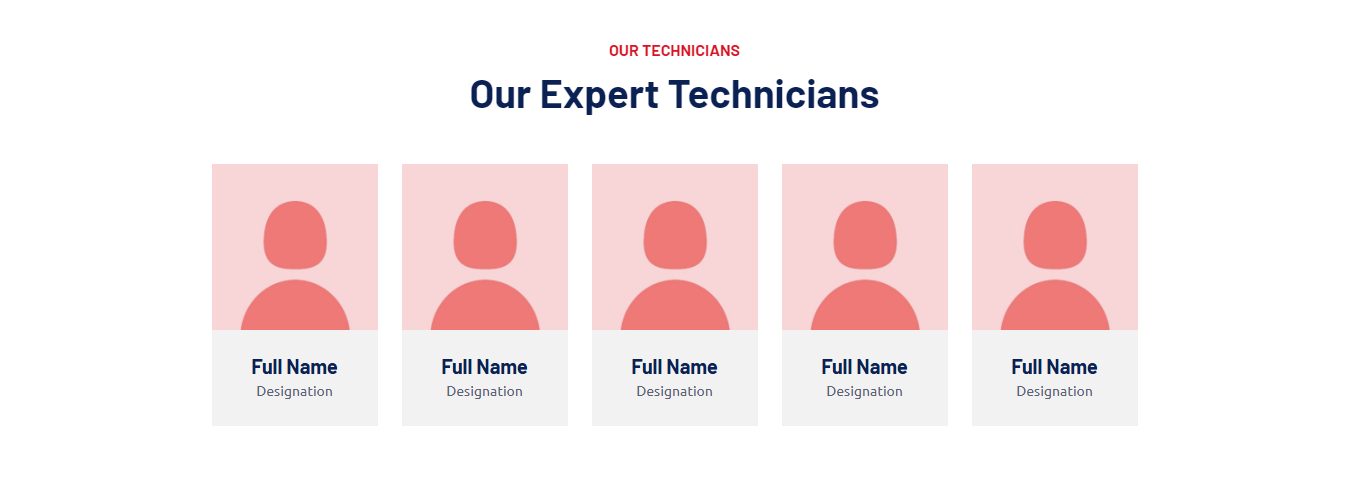 OUR TECHNICIANS
Our Expert Technicians
Full Name
Designation
Full Name
Designation
Full Name
Designation
Full Name
Designation
Full Name
Designation